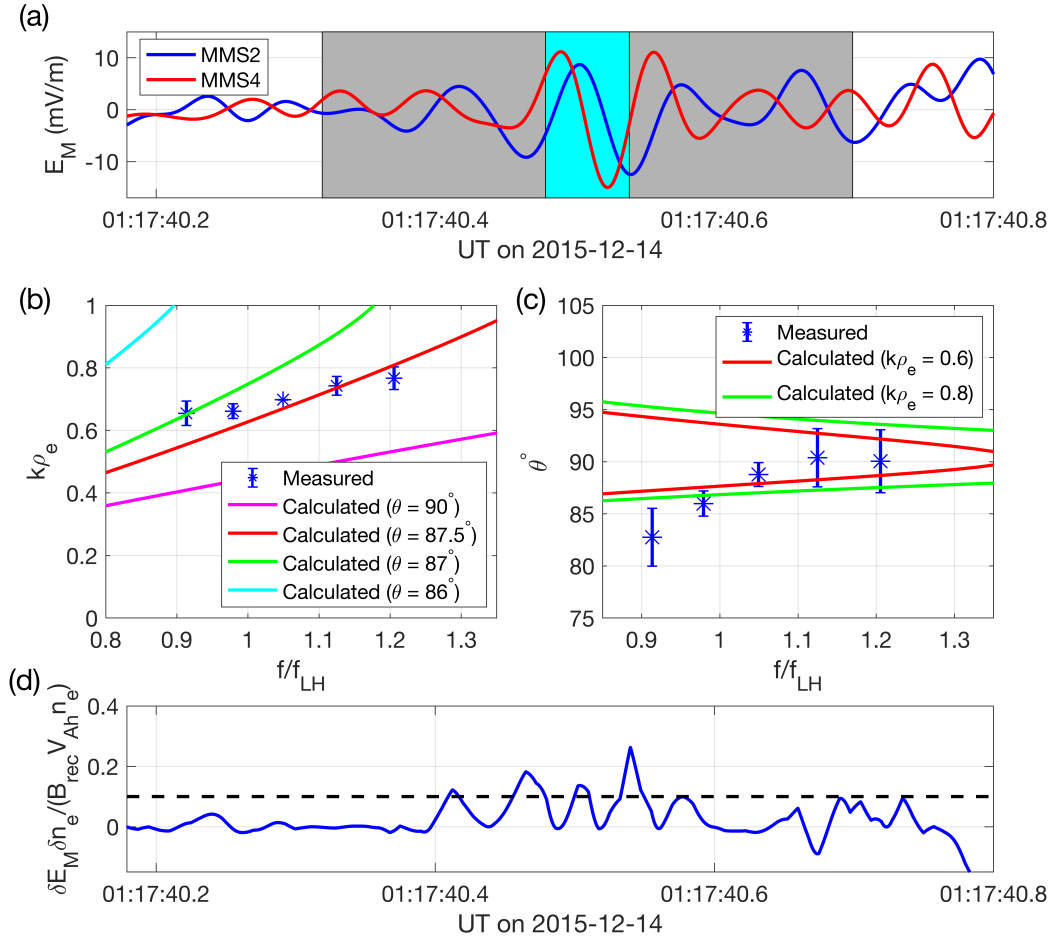 (a)
MMS2
MMS4
10
0
-10
E_M (mV/m)
01:17:40.2 01:17:40.4 01:17:40.6 01:17:40.8
UT on 2015-12-14
(b)
1
0.8
0.6
0.4
0.2
0
kρ_e
Measured
Calculated (θ = 90°)
Calculated (θ = 87.5°)
Calculated (θ = 87°)
Calculated (θ = 86°)
0.8 0.9 1 1.1 1.2 1.3
f/f_LH
(c)
105
100
95
90
85
80
75
θ°
Measured
Calculated (kρ_e = 0.6)
Calculated (kρ_e = 0.8)
0.9 1 1.1 1.2 1.3
f/f_LH
(d)
0.4
0.2
0
δE_M δn_e/(B_rec V_Ah n_e)
01:17:40.2 01:17:40.4 01:17:40.6 01:17:40.8
UT on 2015-12-14